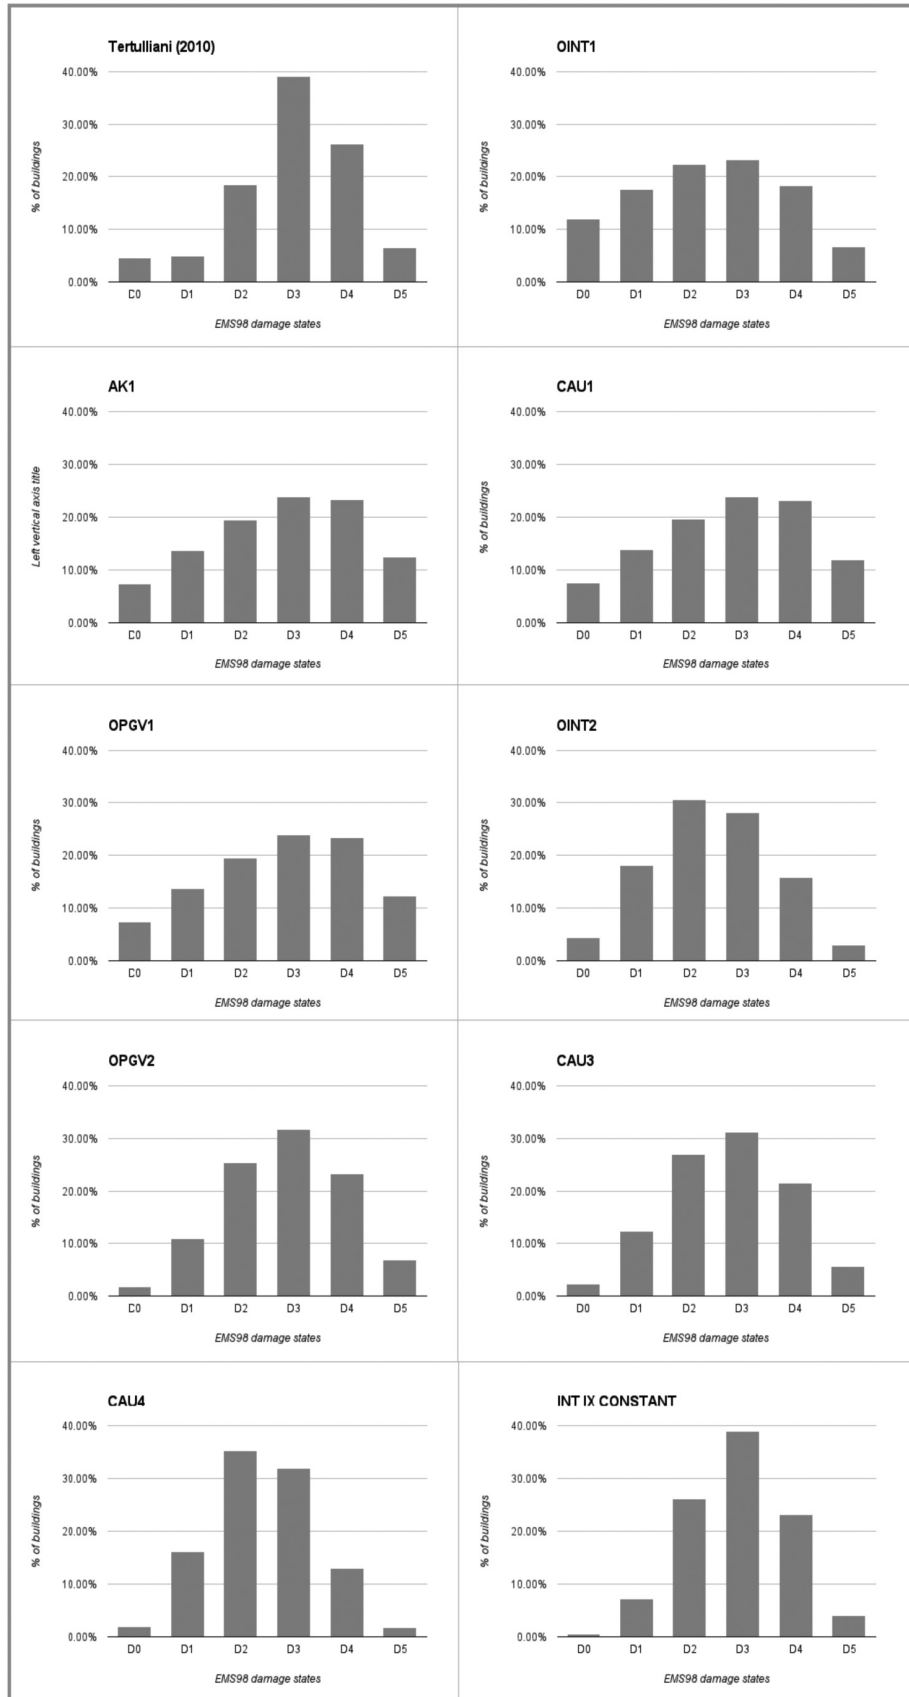 Tertulliani (2010)
% of buildings
40.00%
30.00%
20.00%
10.00%
0.00%
D0 D1 D2 D3 D4 D5
EMS98 damage states
OINT1
% of buildings
40.00%
30.00%
20.00%
10.00%
0.00%
D0 D1 D2 D3 D4 D5
EMS98 damage states
AK1
Left vertical axis title
40.00%
30.00%
20.00%
10.00%
0.00%
D0 D1 D2 D3 D4 D5
EMS98 damage states
CAU1
% of buildings
40.00%
30.00%
20.00%
10.00%
0.00%
D0 D1 D2 D3 D4 D5
EMS98 damage states
OPGV1
% of buildings
40.00%
30.00%
20.00%
10.00%
0.00%
D0 D1 D2 D3 D4 D5
EMS98 damage states
OINT2
% of buildings
40.00%
30.00%
20.00%
10.00%
0.00%
D0 D1 D2 D3 D4 D5
EMS98 damage states
OPGV2
% of buildings
40.00%
30.00%
20.00%
10.00%
0.00%
D0 D1 D2 D3 D4 D5
EMS98 damage states
CAU3
% of buildings
40.00%
30.00%
20.00%
10.00%
0.00%
D0 D1 D2 D3 D4 D5
EMS98 damage states
CAU4
% of buildings
40.00%
30.00%
20.00%
10.00%
0.00%
D0 D1 D2 D3 D4 D5
EMS98 damage states
INT IX CONSTANT
% of buildings
40.00%
30.00%
20.00%
10.00%
0.00%
D0 D1 D2 D3 D4 D5
EMS98 damage states